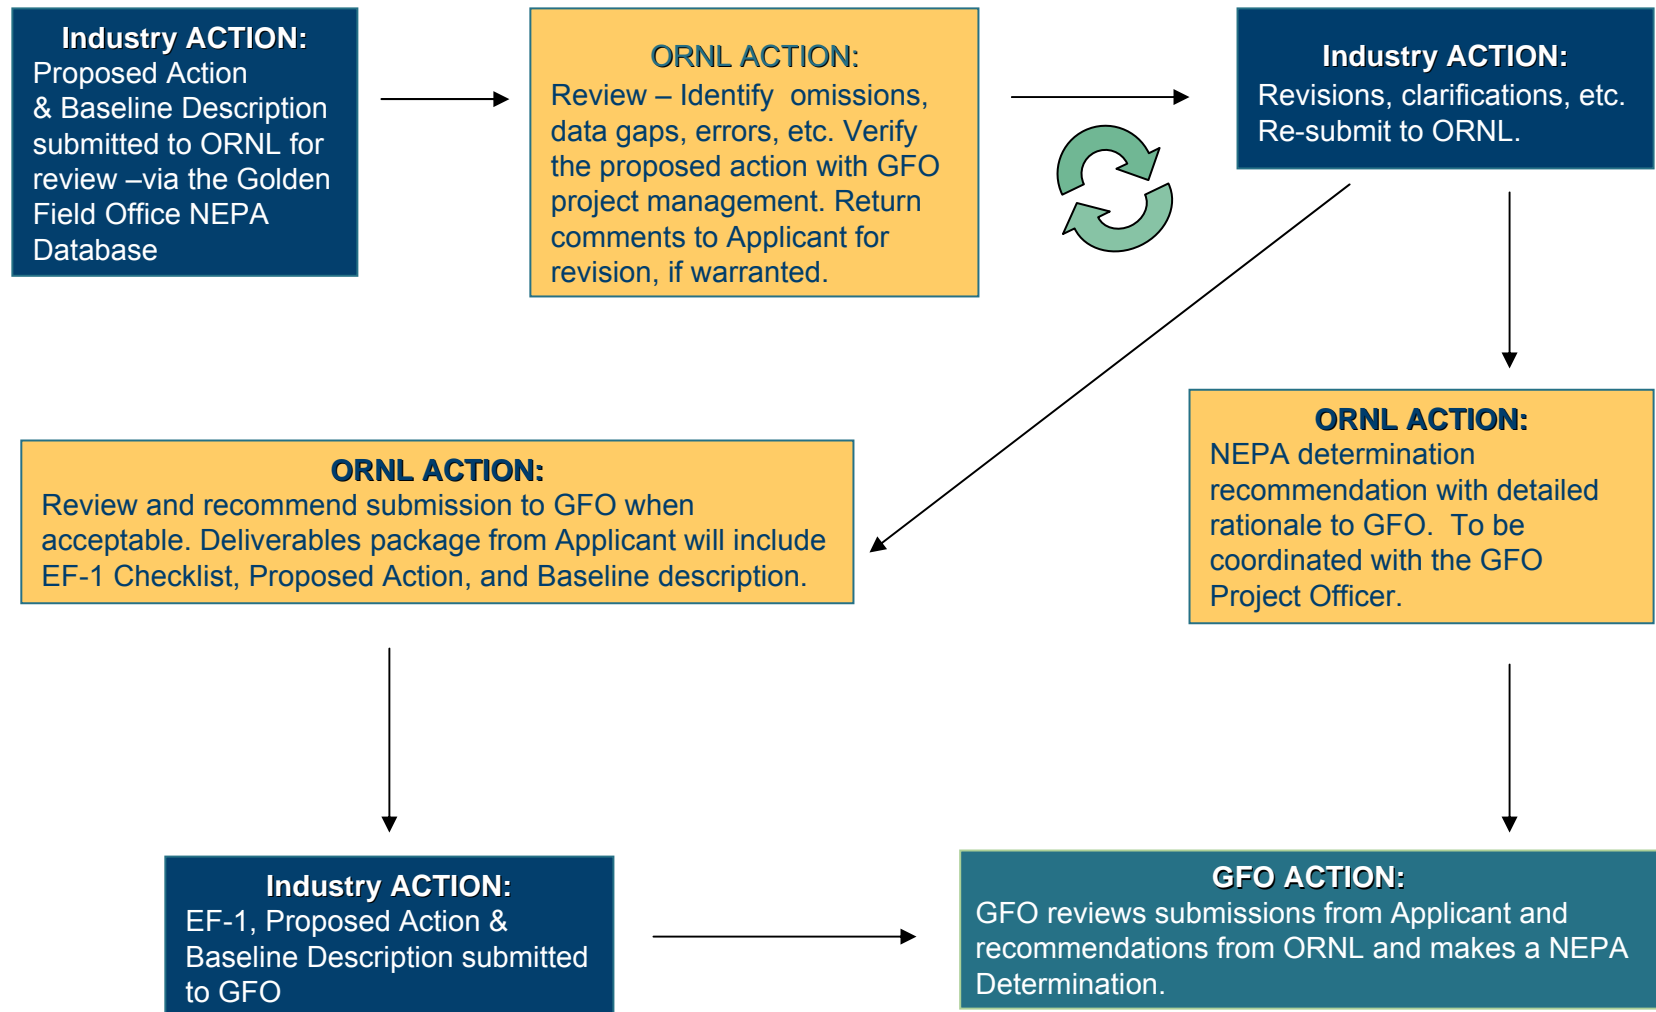 Industry ACTION:
Proposed Action
& Baseline Description
submitted to ORNL for
review –via the Golden
Field Office NEPA
Database
ORNL ACTION:
Review – Identify omissions,
data gaps, errors, etc. Verify
the proposed action with GFO
project management. Return
comments to Applicant for
revision, if warranted.
Industry ACTION:
Revisions, clarifications, etc.
Re-submit to ORNL.
ORNL ACTION:
Review and recommend submission to GFO when
acceptable. Deliverables package from Applicant will include
EF-1 Checklist, Proposed Action, and Baseline description.
ORNL ACTION:
NEPA determination
recommendation with detailed
rationale to GFO. To be
coordinated with the GFO
Project Officer.
Industry ACTION:
EF-1, Proposed Action &
Baseline Description submitted
to GFO
GFO ACTION:
GFO reviews submissions from Applicant and
recommendations from ORNL and makes a NEPA
Determination.